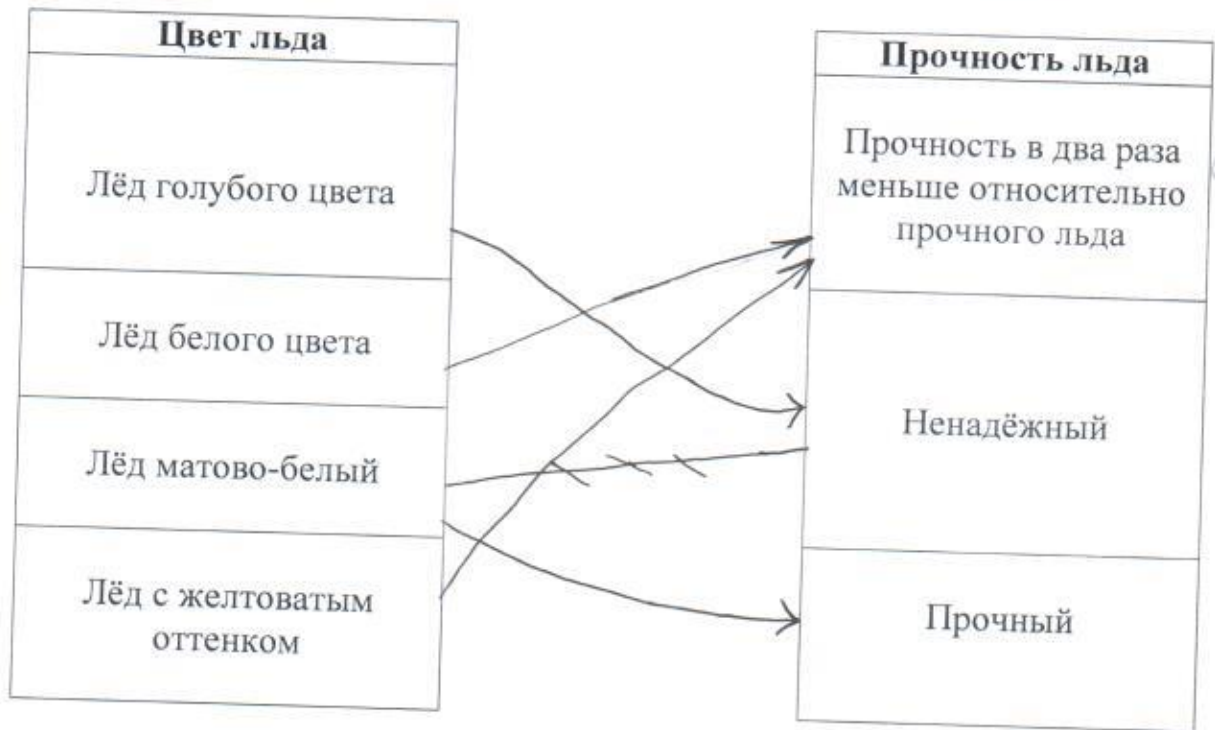 Цвет льда
Лёд голубого цвета
Лёд белого цвета
Лёд матово-белый
Лёд с желтоватым
оттенком
Прочность льда
Прочность в два раза
меньше относительно
прочного льда
Ненадёжный
Прочный